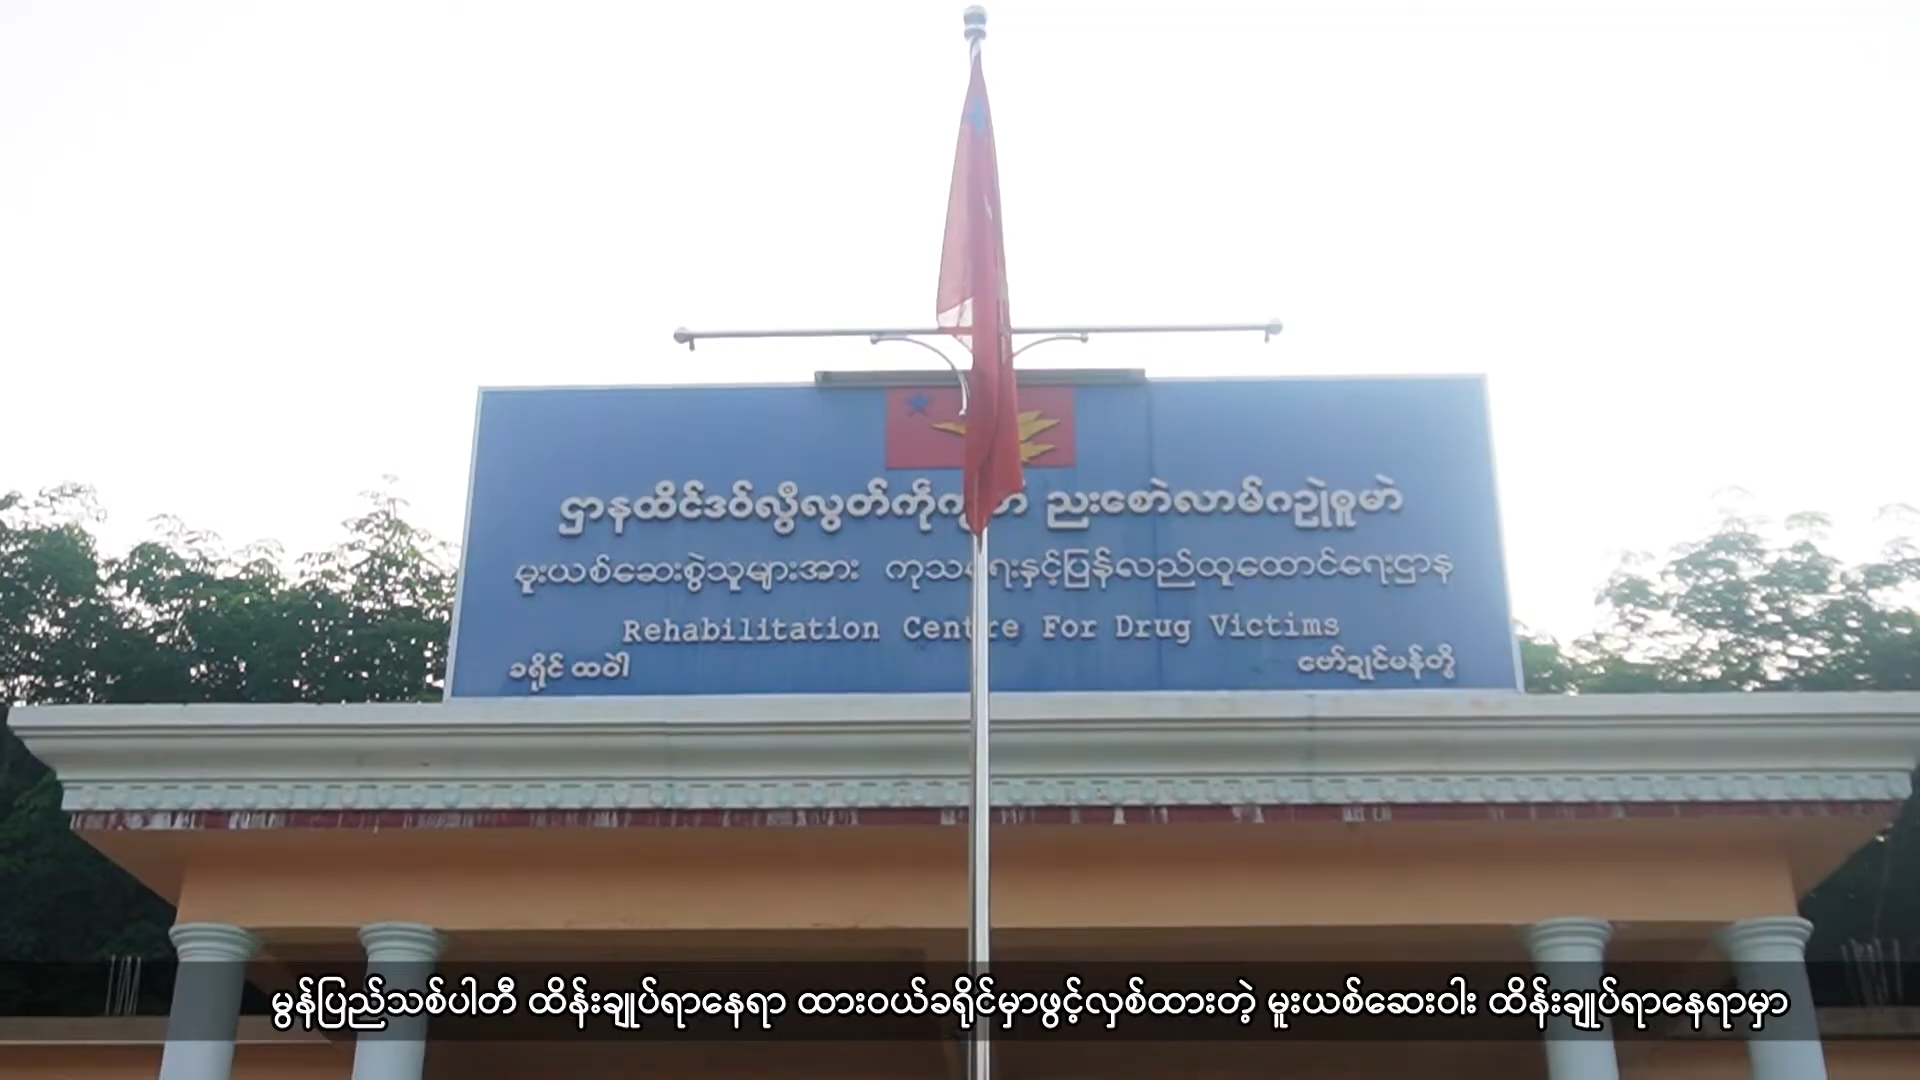 ဌာနထိင်ဒဝ်လွဳလွတ်ကဵု ညးစောဲလာမ်ဂဥုဲစူမာဲ
မူးယစ်ဆေးစွဲသူများအား ကုသရေးနှင့်ပြန်လည်ထူထောင်ရေးဌာန
Rehabilitation Centre For Drug Victims
ခရိုင် ထဝါဲ
ဗော်ဍုင်မန်တၟိ
မွန်ပြည်သစ်ပါတီ ထိန်းချုပ်ရာနေရာ ထားဝယ်ခရိုင်မှာဖွင့်လှစ်ထားတဲ့ မူးယစ်ဆေးဝါး ထိန်းချုပ်ရာနေရာမှာ